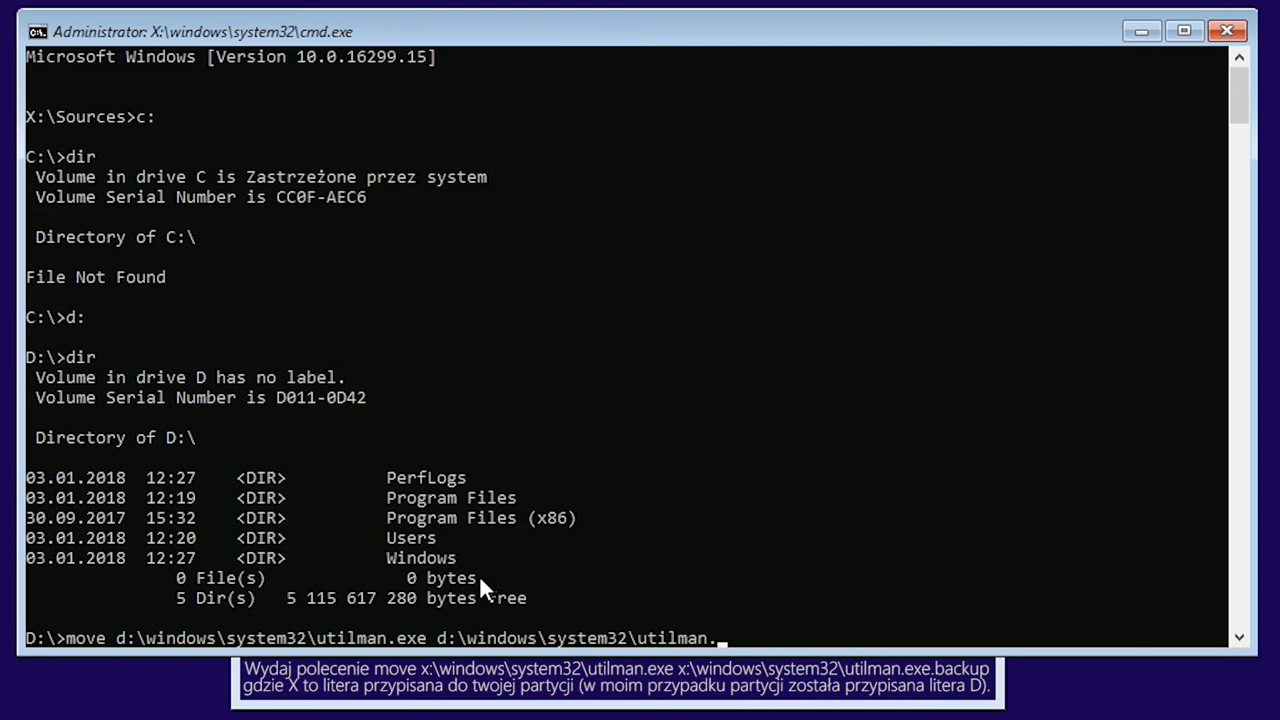 Administrator: X:\windows\system32\cmd.exe
Microsoft Windows [Version 10.0.16299.15]
X:\Sources>c:
C:\>dir
Volume in drive C is Zastrzeżone przez system
Volume Serial Number is CC0F-AEC6
Directory of C:\
File Not Found
C:\>d:
D:\>dir
Volume in drive D has no label.
Volume Serial Number is D011-0D42
Directory of D:\
03.01.2018 12:27 <DIR> PerfLogs
03.01.2018 12:19 <DIR> Program Files
30.09.2017 15:32 <DIR> Program Files (x86)
03.01.2018 12:20 <DIR> Users
03.01.2018 12:27 <DIR> Windows
0 File(s) 0 bytes
5 Dir(s) 5 115 617 280 bytes free
D:\>move d:\windows\system32\utilman.exe d:\windows\system32\utilman._
Wydaj polecenie move x:\windows\system32\utilman.exe x:\windows\system32\utilman.exe.backup
gdzie X to litera przypisana do twojej partycji (w moim przypadku partycji została przypisana litera D).